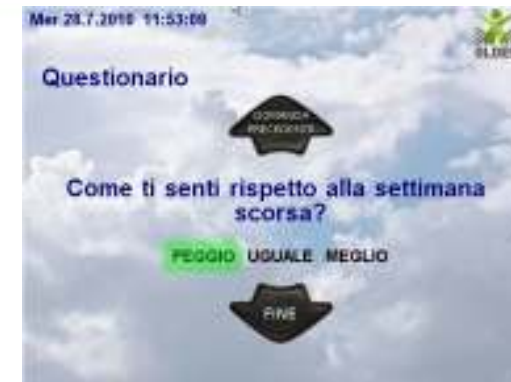 Mer 28.7.2010 11:53:09
OLDES
Questionario
DOMANDA
PRECEDENTE
Come ti senti rispetto alla settimana
scorsa?
PEGGIO UGUALE MEGLIO
FINE